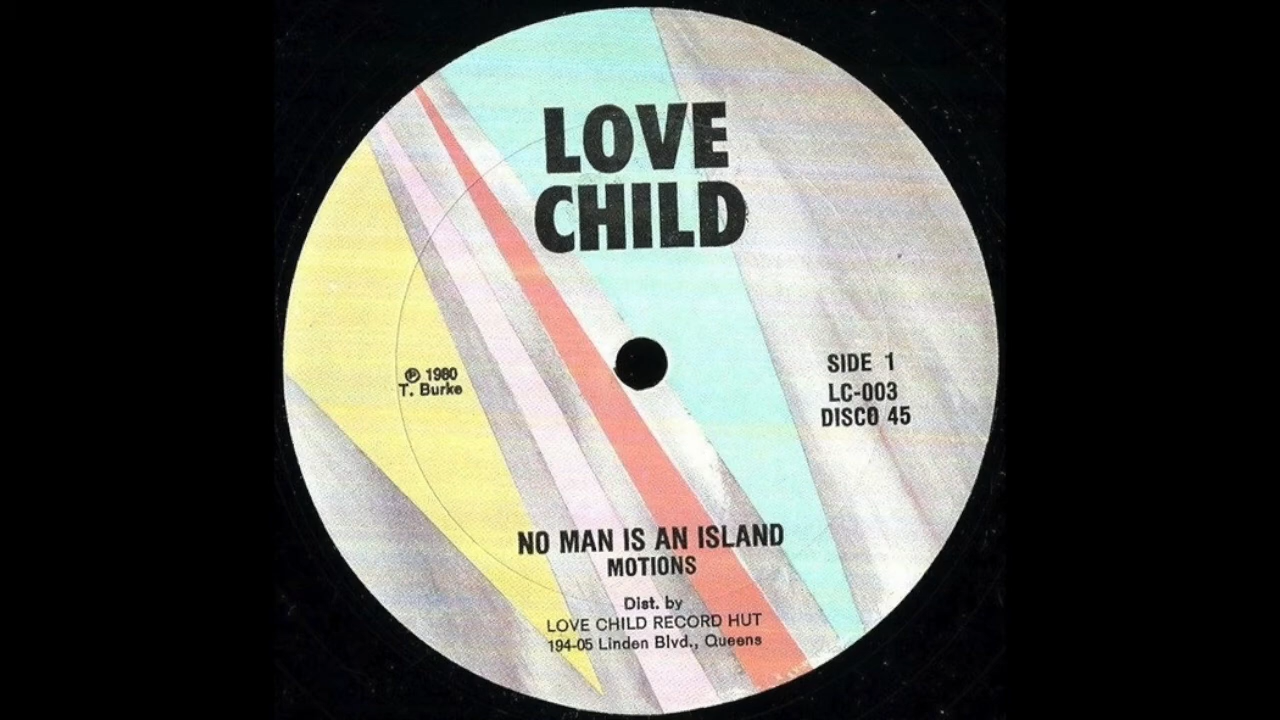 LOVE
CHILD
℗ 1980
T. Burke
SIDE 1
LC-003
DISCO 45
NO MAN IS AN ISLAND
MOTIONS
Dist. by
LOVE CHILD RECORD HUT
194-05 Linden Blvd., Queens